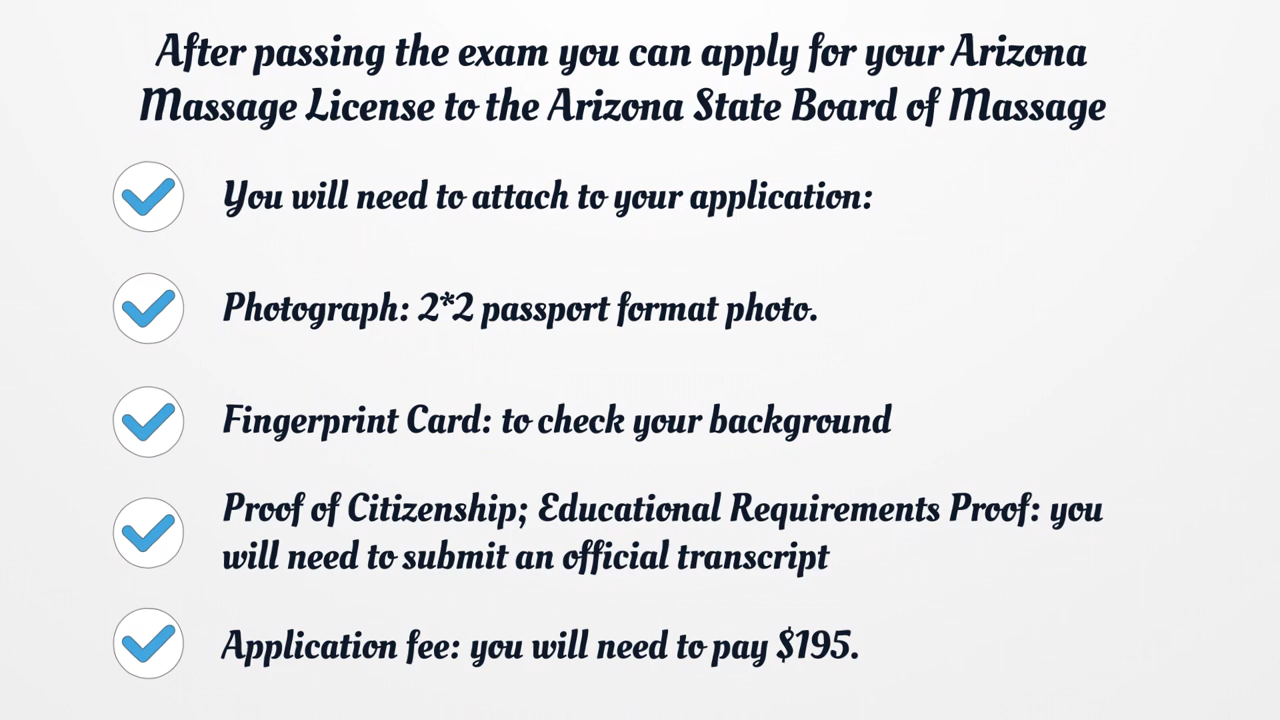 After passing the exam you can apply for your Arizona
Massage License to the Arizona State Board of Massage
You will need to attach to your application:
Photograph: 2*2 passport format photo.
Fingerprint Card: to check your background
Proof of Citizenship; Educational Requirements Proof: you
will need to submit an official transcript
Application fee: you will need to pay $195.